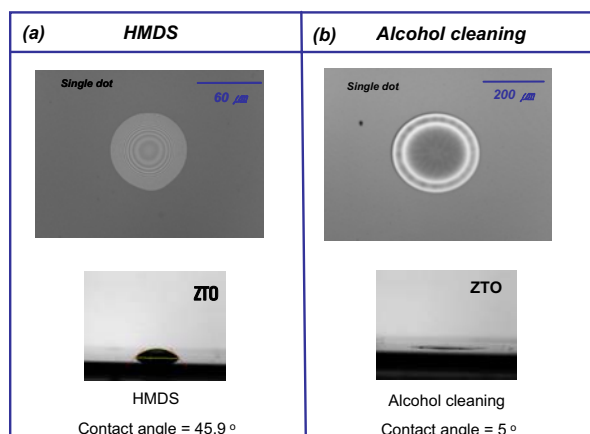 (a) HMDS
Single dot
60 ㎛
ZTO
HMDS
Contact angle = 45.9 o
(b) Alcohol cleaning
Single dot
200 ㎛
ZTO
Alcohol cleaning
Contact angle = 5 o